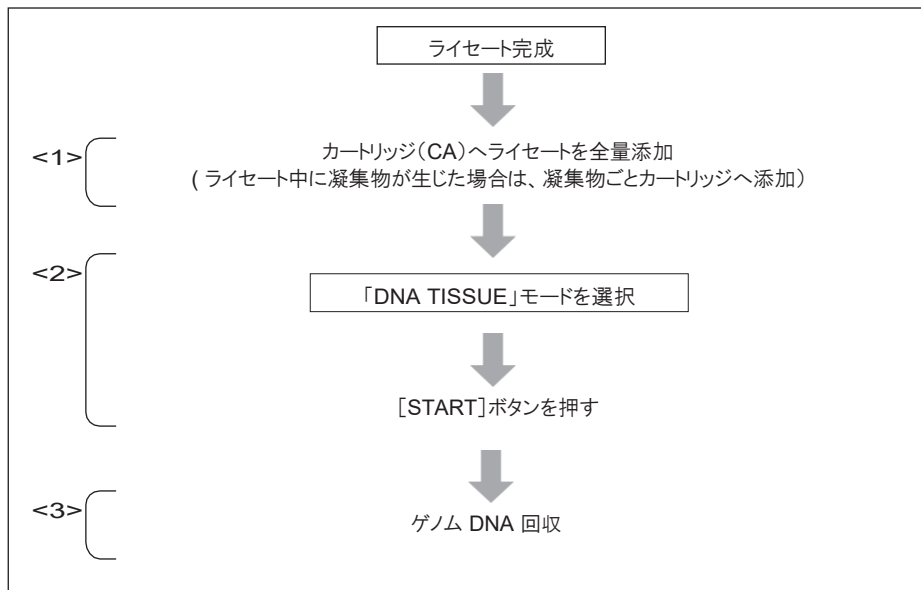 ライセート完成
<1>
カートリッジ(CA)へライセートを全量添加
( ライセート中に凝集物が生じた場合は、凝集物ごとカートリッジへ添加)
<2>
「DNA TISSUE」モードを選択
[START]ボタンを押す
<3>
ゲノム DNA 回収